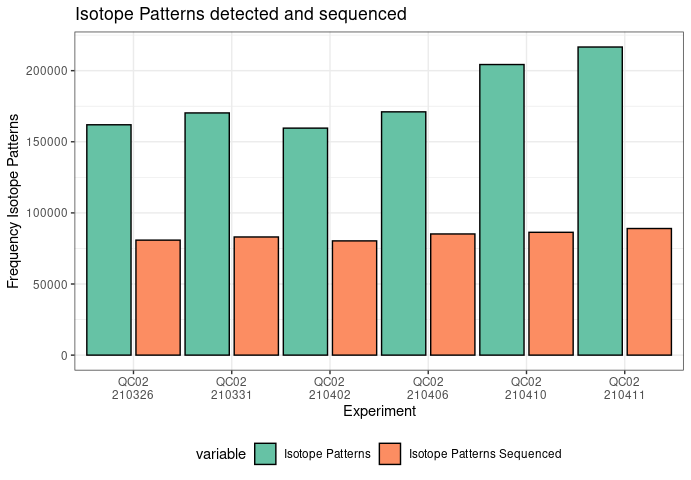 Isotope Patterns detected and sequenced
Frequency Isotope Patterns
200000
150000
100000
50000
0
QC02 QC02 QC02 QC02 QC02 QC02
210326 210331 210402 210406 210410 210411
Experiment
variable Isotope Patterns Isotope Patterns Sequenced